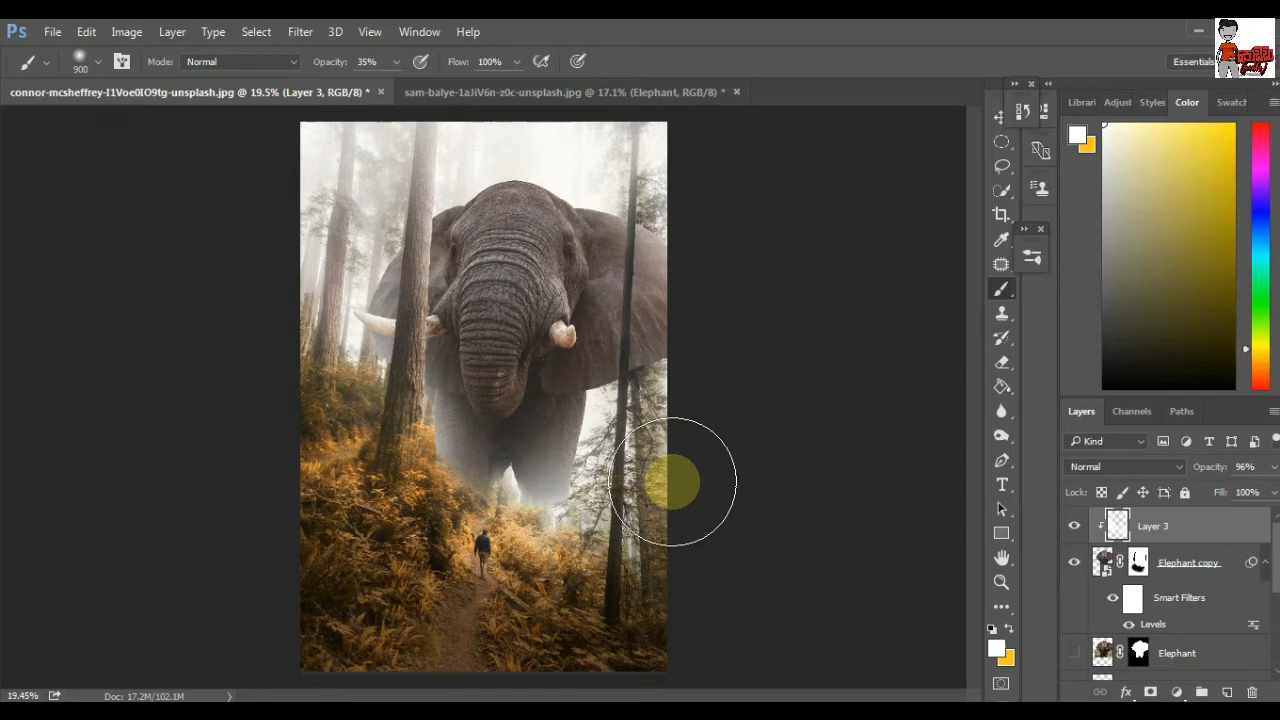 Ps File Edit Image Layer Type Select Filter 3D View Window Help
900 Mode: Normal Opacity: 35% Flow: 100% Essentials
connor-mcsheffrey-I1Voe0IO9tg-unsplash.jpg @ 19.5% (Layer 3, RGB/8) *
sam-balye-1aJiV6n-z0c-unsplash.jpg @ 17.1% (Elephant, RGB/8) *
Librari Adjust Styles Color Swatch
Layers Channels Paths
Kind
Normal Opacity: 96%
Lock: Fill: 100%
Layer 3
Elephant copy
Smart Filters
Levels
Elephant
19.45% Doc: 17.2M/102.1M